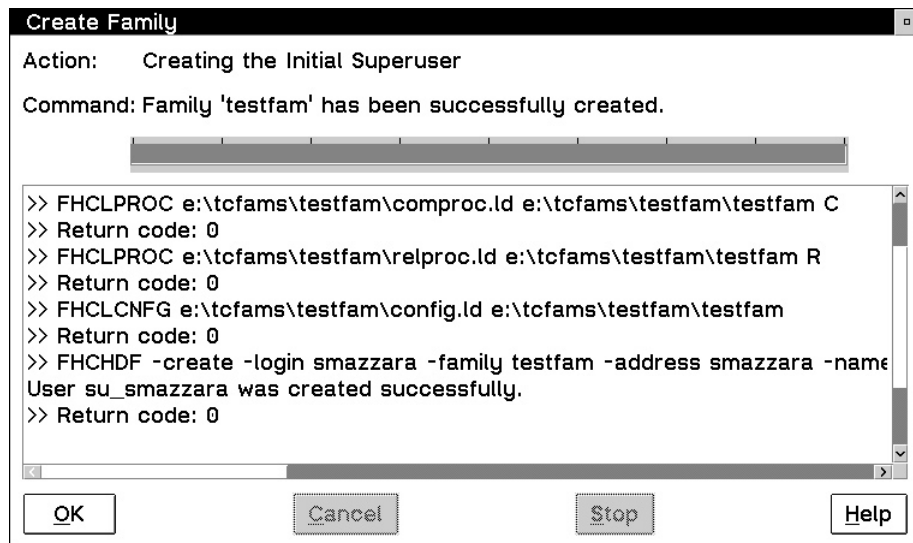 Create Family
Action: Creating the Initial Superuser
Command: Family 'testfam' has been successfully created.
>> FHCLPROC e:\tcfams\testfam\comproc.ld e:\tcfams\testfam\testfam C
>> Return code: 0
>> FHCLPROC e:\tcfams\testfam\relproc.ld e:\tcfams\testfam\testfam R
>> Return code: 0
>> FHCLCNFG e:\tcfams\testfam\config.ld e:\tcfams\testfam\testfam
>> Return code: 0
>> FHCHDF -create -login smazzara -family testfam -address smazzara -name
User su_smazzara was created successfully.
>> Return code: 0
OK Cancel Stop Help